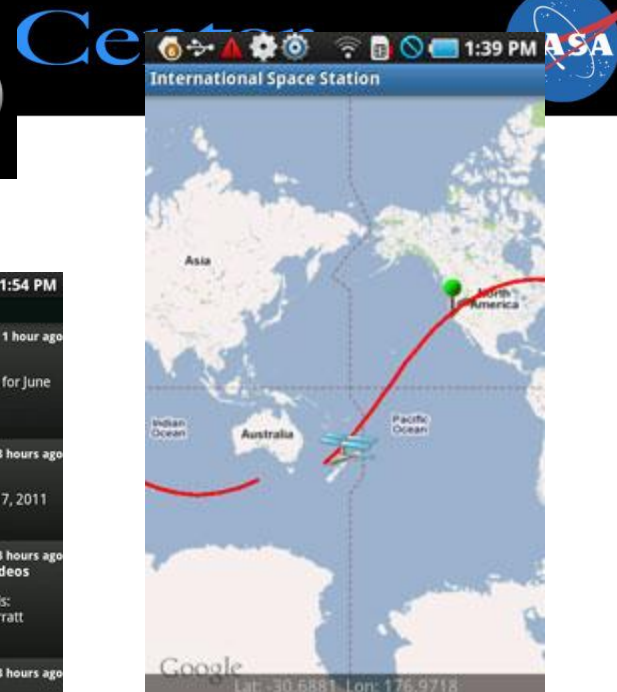 Center
ASA
1:39 PM
International Space Station
Asia
North
America
Indian
Ocean
Australia
Pacific
Ocean
Google
Lat: -30.6881, Lon: 176.9718
1:54 PM
1 hour ago
for June
3 hours ago
7, 2011
3 hours ago
deos
s:
ratt
3 hours ago